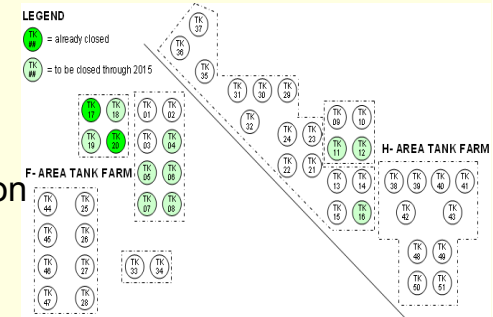 LEGEND
TK ## = already closed
TK ## = to be closed through 2015
TK 37
TK 36
TK 35
TK 31 TK 30 TK 29
TK 32
TK 24 TK 23
TK 22 TK 21
TK 17 TK 18
TK 19 TK 20
TK 01 TK 02
TK 03 TK 04
TK 05 TK 06
TK 07 TK 08
TK 09 TK 10
TK 11 TK 12
TK 13 TK 14
TK 15 TK 16
H- AREA TANK FARM
TK 38 TK 39 TK 40 TK 41
TK 42 TK 43
TK 48 TK 49
TK 50 TK 51
F- AREA TANK FARM
on
TK 44 TK 25
TK 45 TK 26
TK 46 TK 27
TK 47 TK 28
TK 33 TK 34